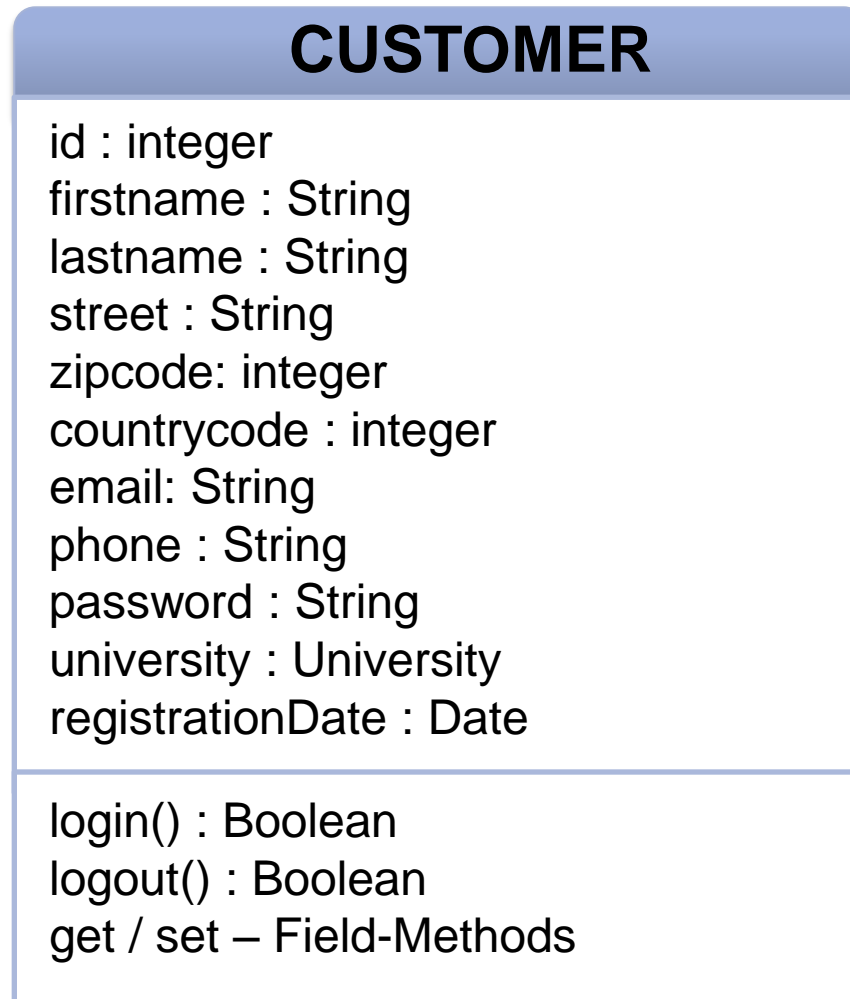 CUSTOMER
id : integer
firstname : String
lastname : String
street : String
zipcode: integer
countrycode : integer
email: String
phone : String
password : String
university : University
registrationDate : Date
login() : Boolean
logout() : Boolean
get / set – Field-Methods